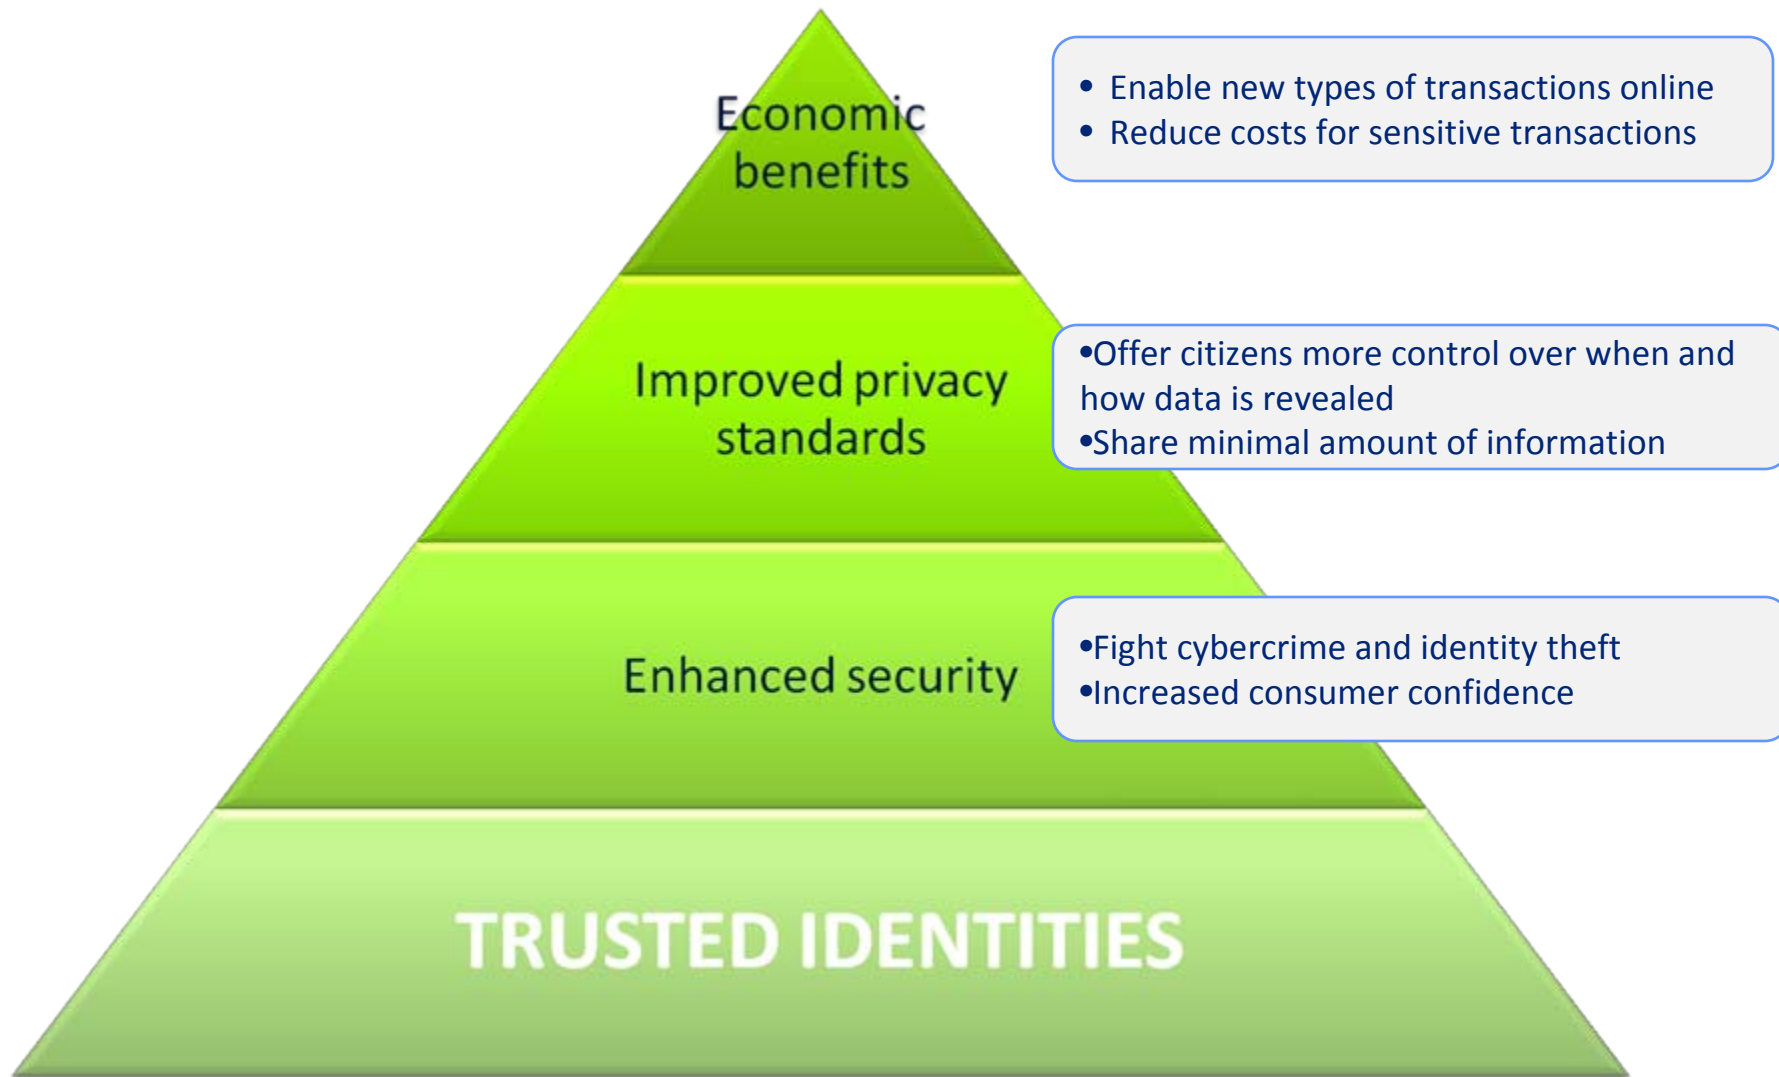 Economic
benefits
• Enable new types of transactions online
• Reduce costs for sensitive transactions
Improved privacy
standards
•Offer citizens more control over when and
how data is revealed
•Share minimal amount of information
Enhanced security
•Fight cybercrime and identity theft
•Increased consumer confidence
TRUSTED IDENTITIES